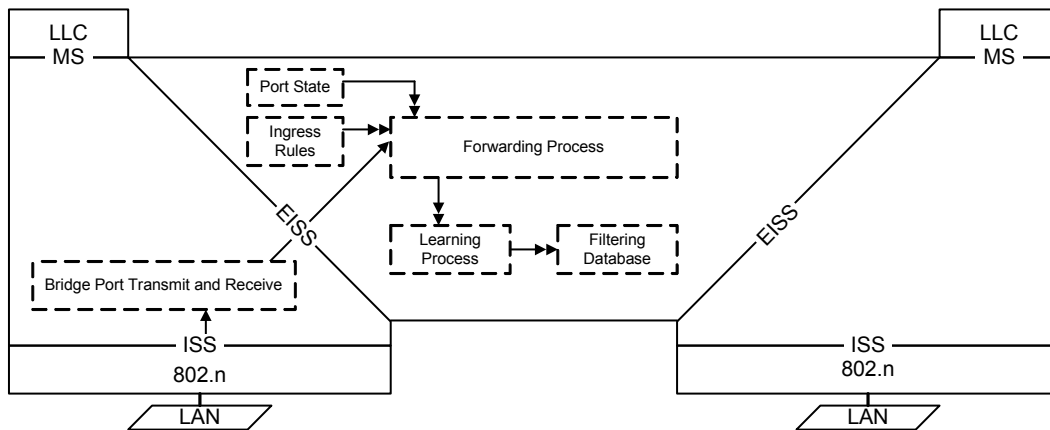 LLC
MS
LLC
MS
Port State
Ingress
Rules
Forwarding Process
EISS
EISS
Learning
Process
Filtering
Database
Bridge Port Transmit and Receive
ISS
802.n
ISS
802.n
LAN
LAN